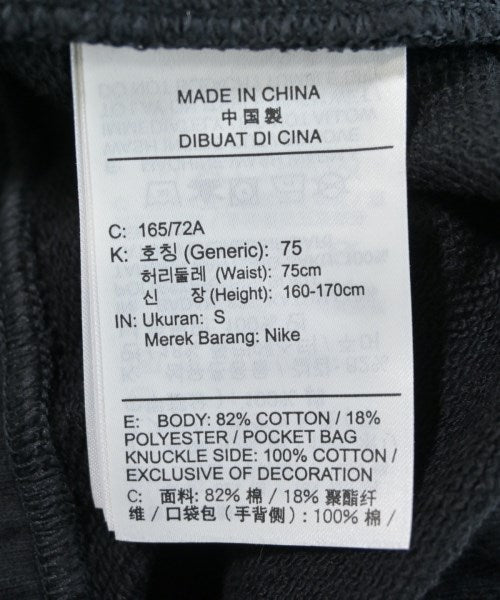 MADE IN CHINA
中国製
DIBUAT DI CINA
C: 165/72A
K: 호칭 (Generic): 75
허리둘레 (Waist): 75cm
신 장 (Height): 160-170cm
IN: Ukuran: S
Merek Barang: Nike
E: BODY: 82% COTTON / 18%
POLYESTER / POCKET BAG
KNUCKLE SIDE: 100% COTTON /
EXCLUSIVE OF DECORATION
C: 面料: 82% 棉 / 18% 聚酯纤
维 / 口袋包（手背侧）: 100% 棉 /